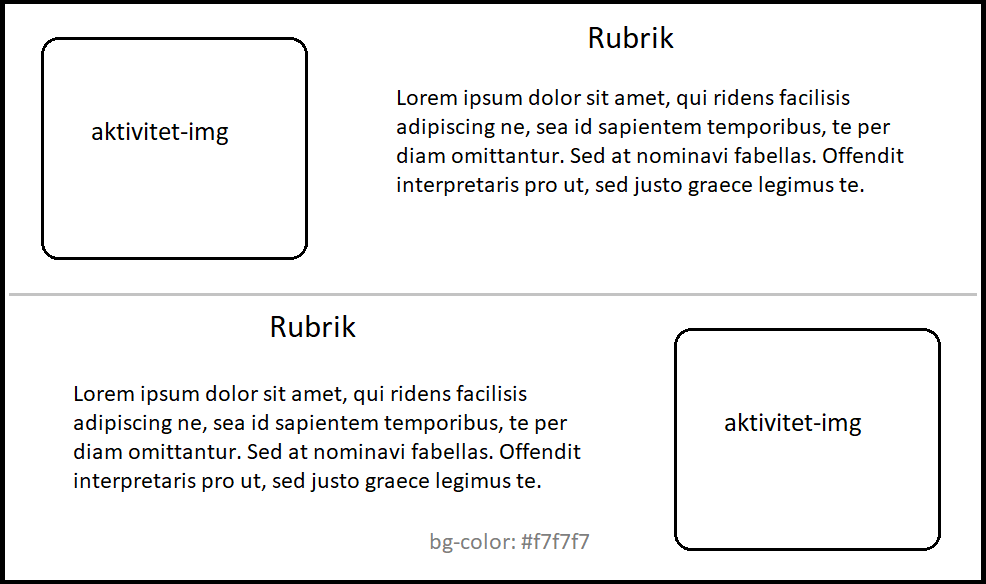 aktivitet-img
Rubrik
Lorem ipsum dolor sit amet, qui ridens facilisis
adipiscing ne, sea id sapientem temporibus, te per
diam omittantur. Sed at nominavi fabellas. Offendit
interpretaris pro ut, sed justo graece legimus te.
Rubrik
Lorem ipsum dolor sit amet, qui ridens facilisis
adipiscing ne, sea id sapientem temporibus, te per
diam omittantur. Sed at nominavi fabellas. Offendit
interpretaris pro ut, sed justo graece legimus te.
aktivitet-img
bg-color: #f7f7f7